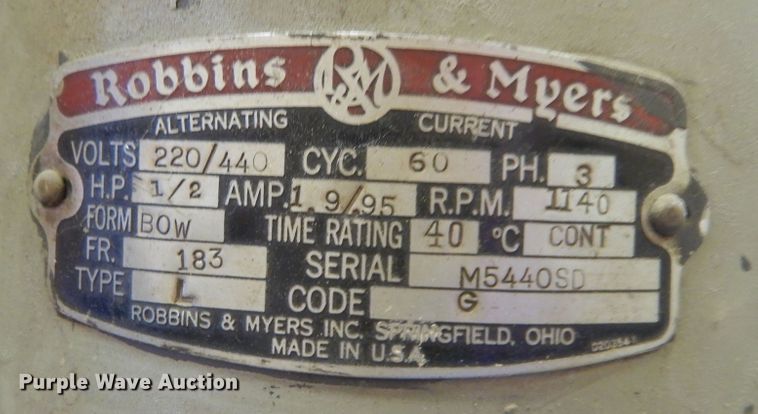 Robbins R&M & Myers
ALTERNATING CURRENT
VOLTS 220/440 CYC. 60 PH. 3
H.P. 1/2 AMP. 1.9/95 R.P.M. 1140
FORM BOW TIME RATING 40 °C CONT
FR. 183 SERIAL M5440SD
TYPE L CODE G
ROBBINS & MYERS INC. SPRINGFIELD, OHIO
MADE IN U.S.A.
Purple Wave Auction